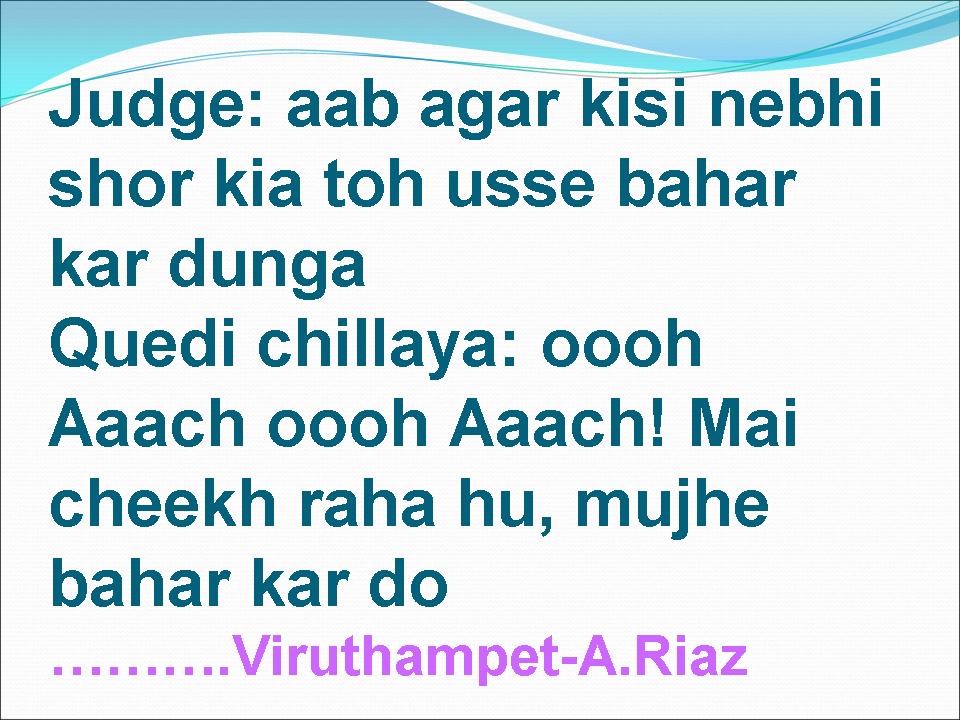 Judge: aab agar kisi nebhi
shor kia toh usse bahar
kar dunga
Quedi chillaya: oooh
Aaach oooh Aaach! Mai
cheekh raha hu, mujhe
bahar kar do
……….Viruthampet-A.Riaz